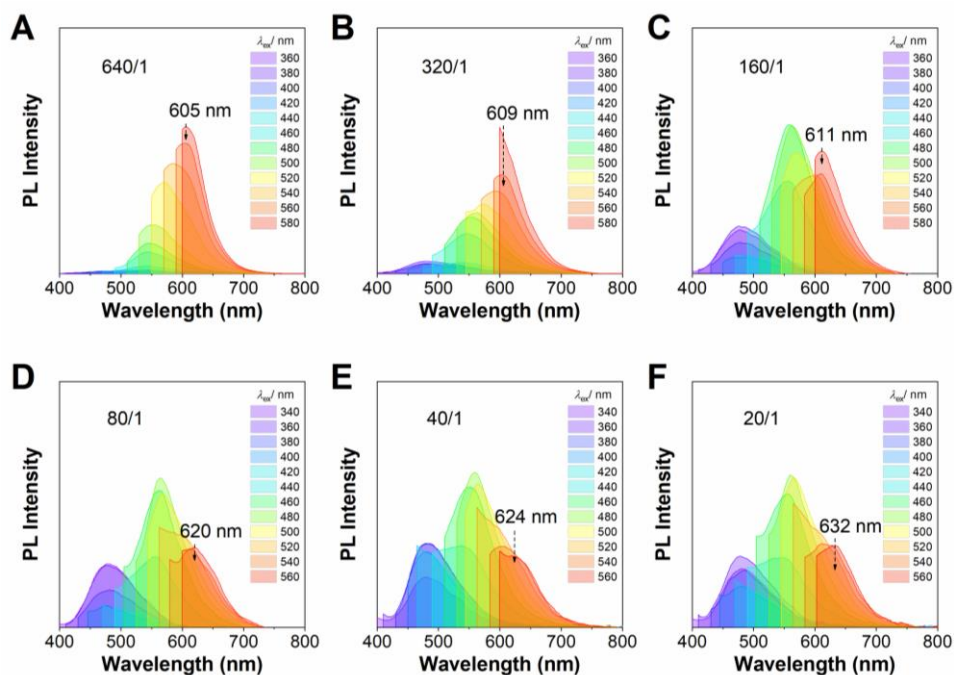 A
640/1
605 nm
λex/ nm
360
380
400
420
440
460
480
500
520
540
560
580
PL Intensity
400 500 600 700 800
Wavelength (nm)
B
320/1
609 nm
λex/ nm
360
380
400
420
440
460
480
500
520
540
560
580
PL Intensity
400 500 600 700 800
Wavelength (nm)
C
160/1
611 nm
λex/ nm
360
380
400
420
440
460
480
500
520
540
560
580
PL Intensity
400 500 600 700 800
Wavelength (nm)
D
80/1
620 nm
λex/ nm
340
360
380
400
420
440
460
480
500
520
540
560
PL Intensity
400 500 600 700 800
Wavelength (nm)
E
40/1
624 nm
λex/ nm
340
360
380
400
420
440
460
480
500
520
540
560
PL Intensity
400 500 600 700 800
Wavelength (nm)
F
20/1
632 nm
λex/ nm
340
360
380
400
420
440
460
480
500
520
540
560
PL Intensity
400 500 600 700 800
Wavelength (nm)